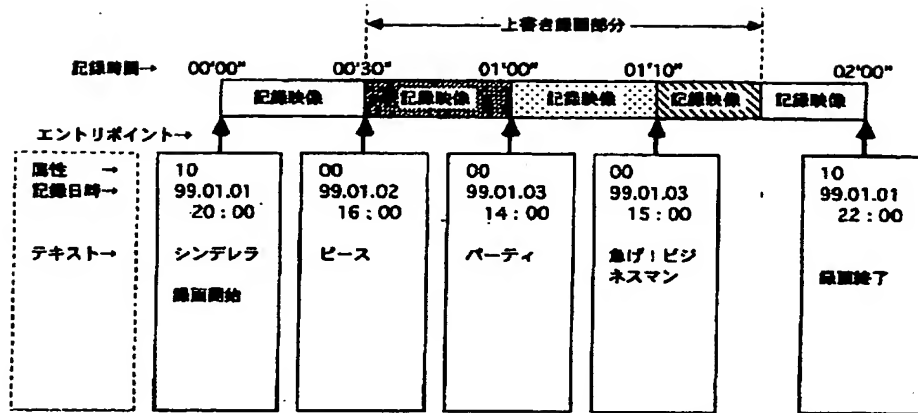 上書き録画部分
記録時間→ 00'00" 00'30" 01'00" 01'10" 02'00"
記録映像 記録映像 記録映像 記録映像 記録映像
エントリポイント→
属性 → 10 00 00 00 10
記録日時→ 99.01.01 99.01.02 99.01.03 99.01.03 99.01.01
20:00 16:00 14:00 15:00 22:00
テキスト→ シンデレラ ピース パーティ 急げ!ビジ
ネスマン
録画開始 録画終了